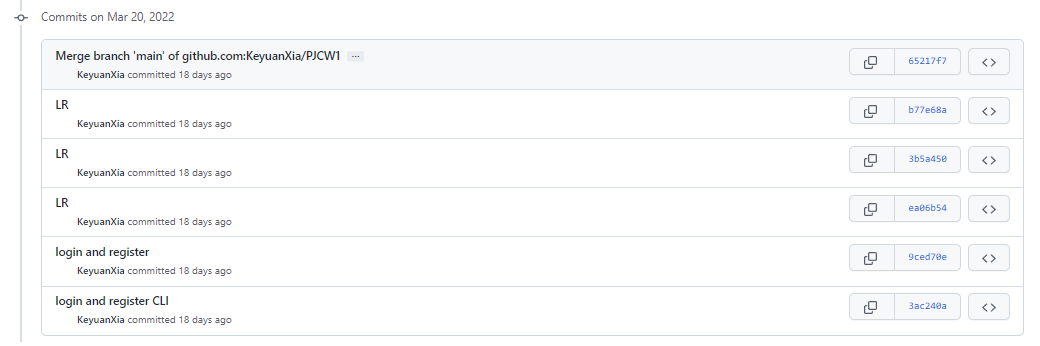 Commits on Mar 20, 2022
Merge branch 'main' of github.com:KeyuanXia/PJCW1 ...
65217f7
KeyuanXia committed 18 days ago
LR
b77e68a
KeyuanXia committed 18 days ago
LR
3b5a450
KeyuanXia committed 18 days ago
LR
ea06b54
KeyuanXia committed 18 days ago
login and register
9ced70e
KeyuanXia committed 18 days ago
login and register CLI
3ac240a
KeyuanXia committed 18 days ago